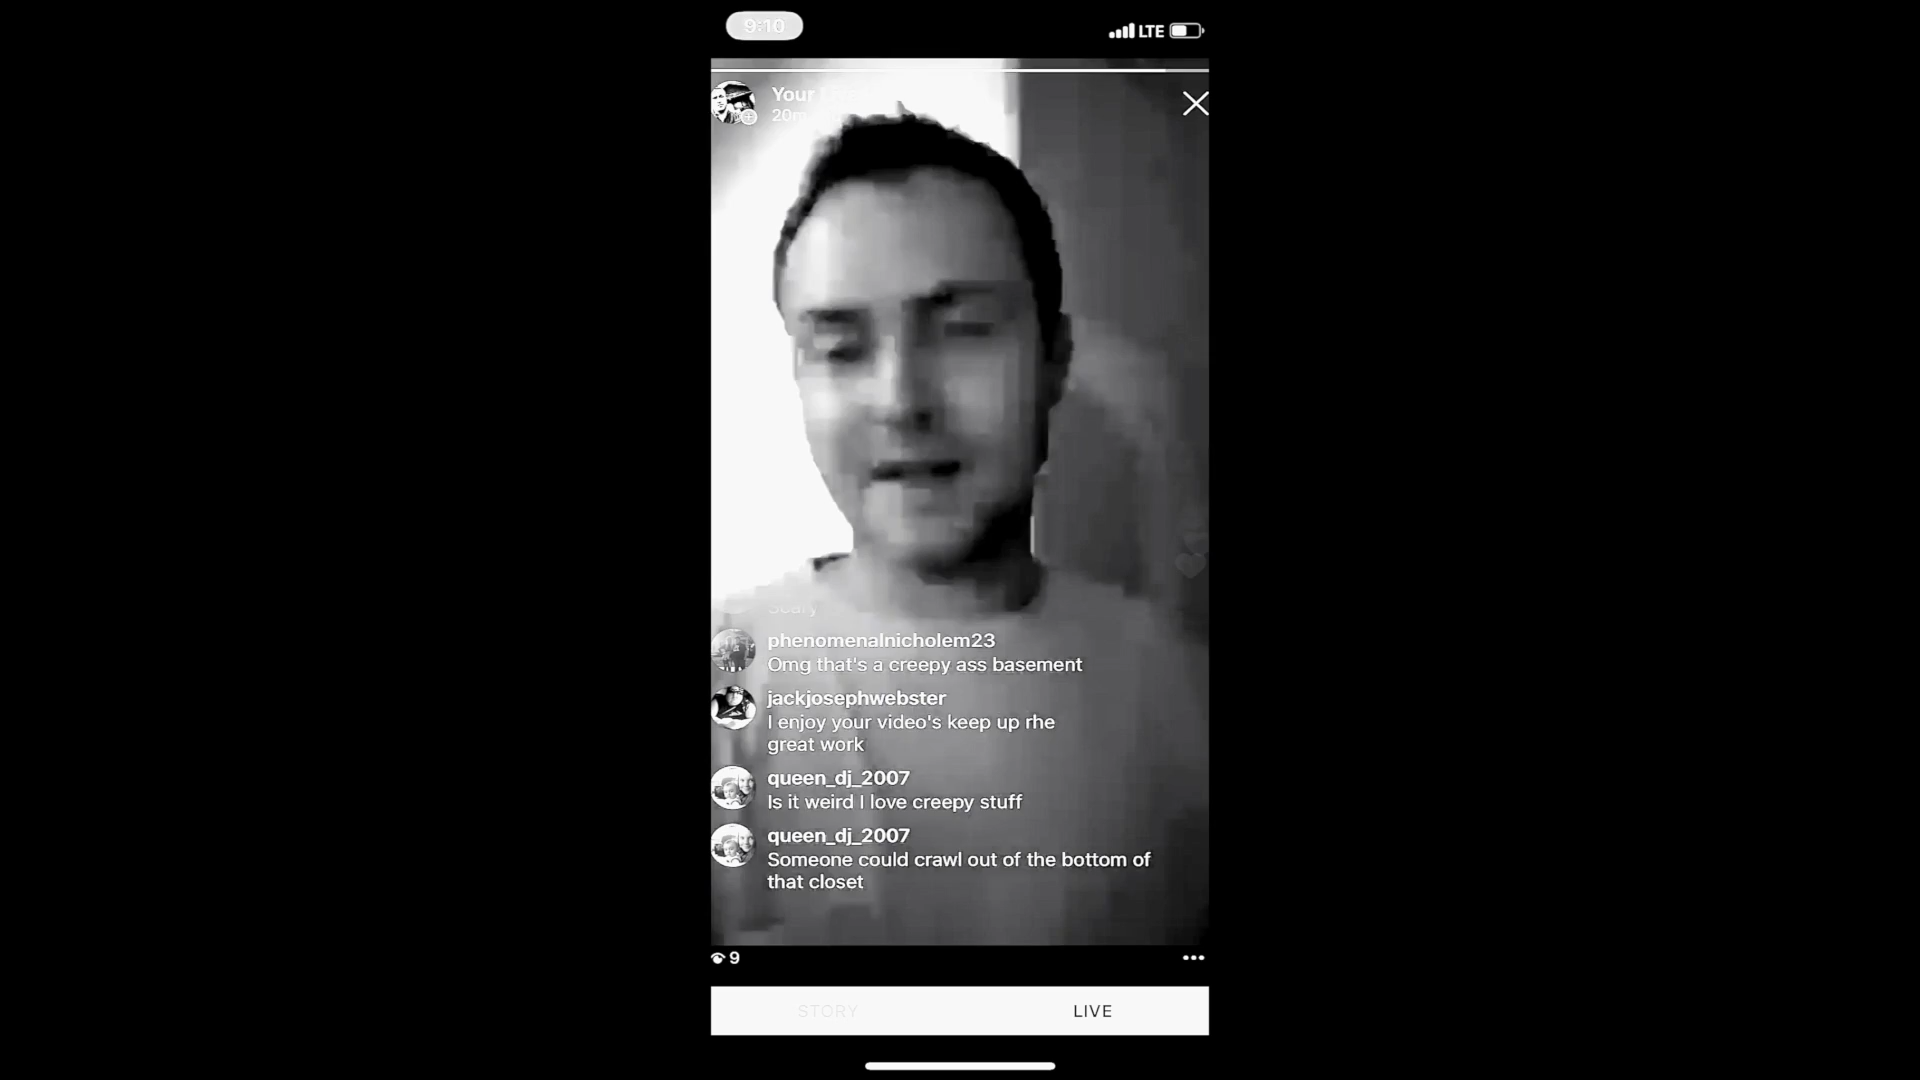 9:10
LTE
Your
20m
Scary
phenomenalnicholem23
Omg that's a creepy ass basement
jackjosephwebster
I enjoy your video's keep up rhe
great work
queen_dj_2007
Is it weird I love creepy stuff
queen_dj_2007
Someone could crawl out of the bottom of
that closet
9
STORY
LIVE